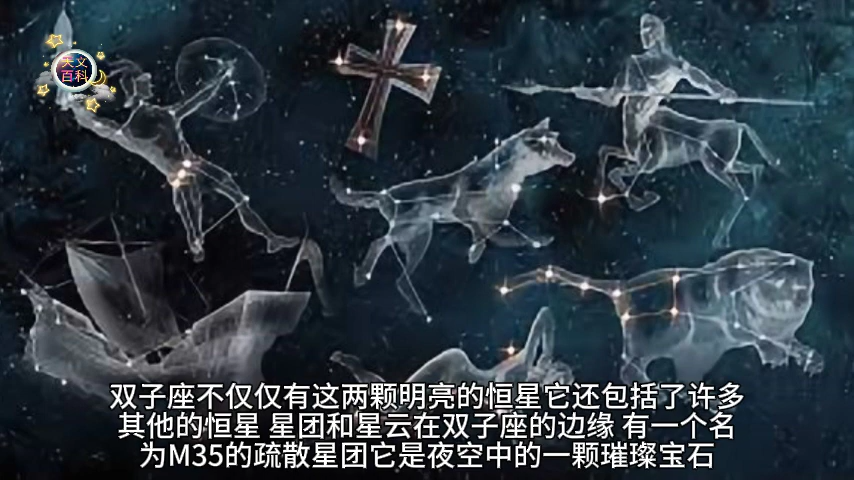 天文
百科
双子座不仅仅有这两颗明亮的恒星它还包括了许多
其他的恒星 星团和星云在双子座的边缘 有一个名
为M35的疏散星团它是夜空中的一颗璀璨宝石